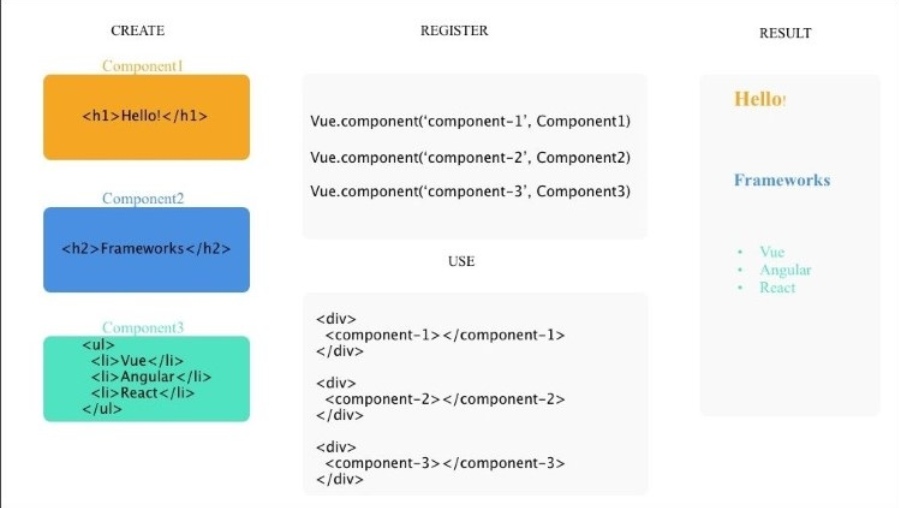 CREATE
Component1
<h1>Hello!</h1>
Component2
<h2>Frameworks</h2>
Component3
<ul>
<li>Vue</li>
<li>Angular</li>
<li>React</li>
</ul>
REGISTER
Vue.component(‘component-1’, Component1)
Vue.component(‘component-2’, Component2)
Vue.component(‘component-3’, Component3)
USE
<div>
<component-1></component-1>
</div>
<div>
<component-2></component-2>
</div>
<div>
<component-3></component-3>
</div>
RESULT
Hello!
Frameworks
• Vue
• Angular
• React